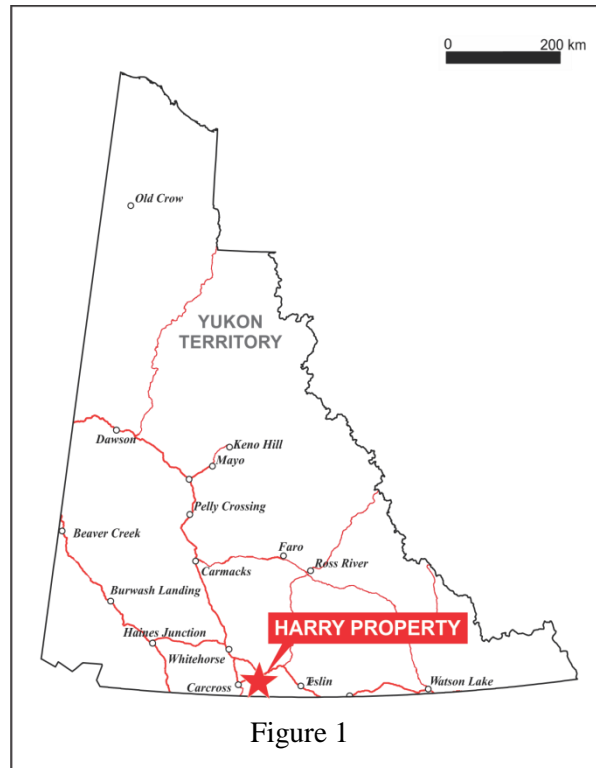 0 200 km
Old Crow
YUKON
TERRITORY
Dawson
Keno Hill
Mayo
Pelly Crossing
Beaver Creek
Faro
Ross River
Carmacks
Burwash Landing
HARRY PROPERTY
Haines Junction
Whitehorse
Carcross
Teslin
Watson Lake
Figure 1